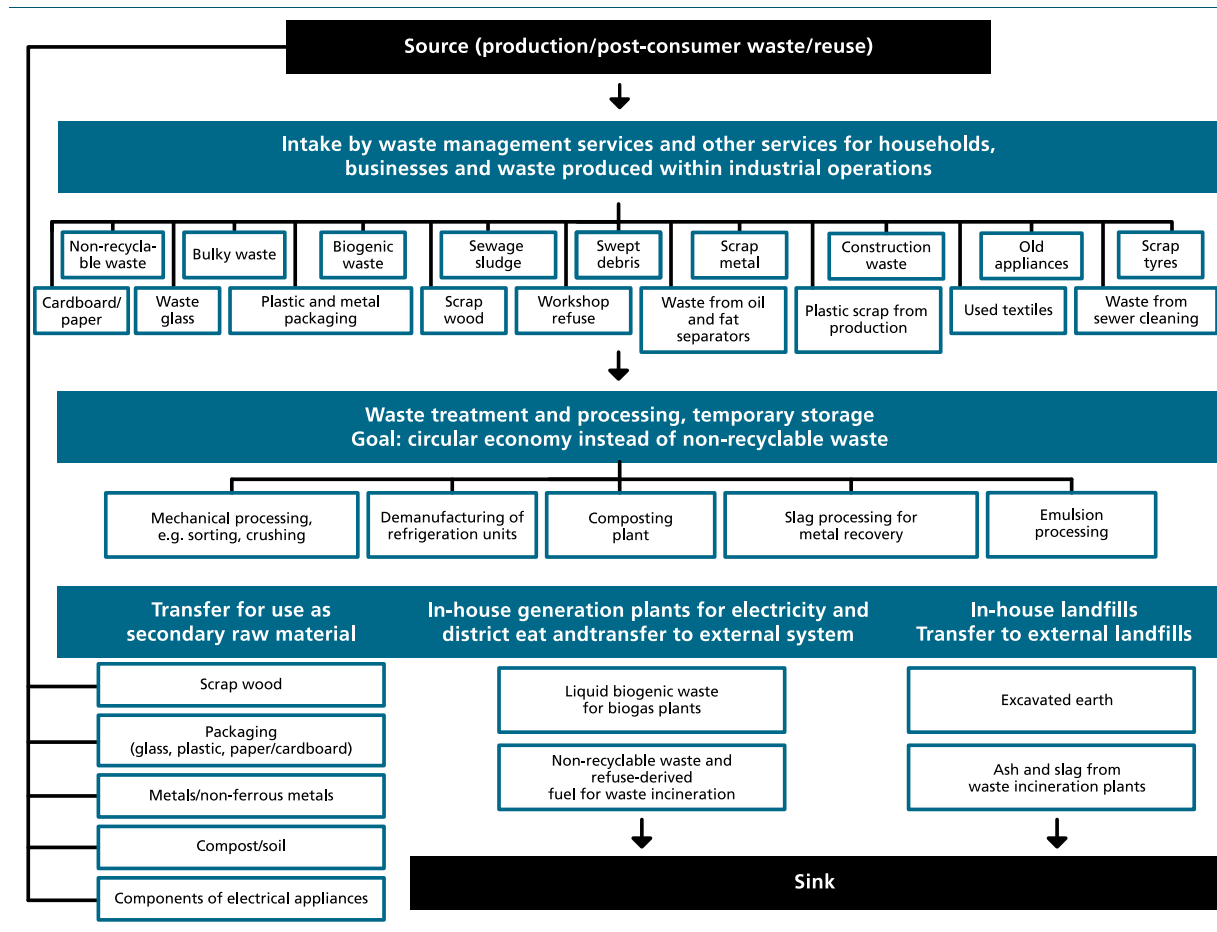 Source (production/post-consumer waste/reuse)
Intake by waste management services and other services for households,
businesses and waste produced within industrial operations
Non-recycla-
ble waste
Bulky waste
Biogenic
waste
Sewage
sludge
Swept
debris
Scrap
metal
Construction
waste
Old
appliances
Scrap
tyres
Cardboard/
paper
Waste
glass
Plastic and metal
packaging
Scrap
wood
Workshop
refuse
Waste from oil
and fat
separators
Plastic scrap from
production
Used textiles
Waste from
sewer cleaning
Waste treatment and processing, temporary storage
Goal: circular economy instead of non-recyclable waste
Mechanical processing,
e.g. sorting, crushing
Demanufacturing of
refrigeration units
Composting
plant
Slag processing for
metal recovery
Emulsion
processing
Transfer for use as
secondary raw material
Scrap wood
Packaging
(glass, plastic, paper/cardboard)
Metals/non-ferrous metals
Compost/soil
Components of electrical appliances
In-house generation plants for electricity and
district eat andtransfer to external system
Liquid biogenic waste
for biogas plants
Non-recyclable waste and
refuse-derived
fuel for waste incineration
In-house landfills
Transfer to external landfills
Excavated earth
Ash and slag from
waste incineration plants
Sink